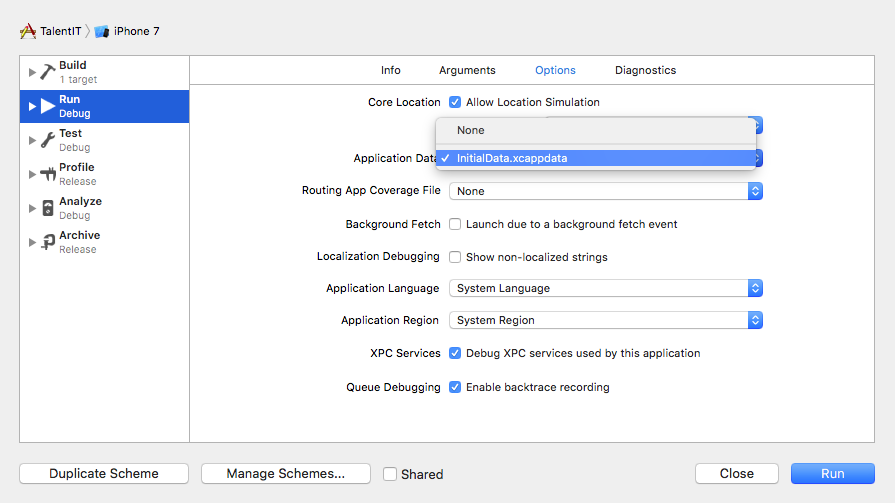 TalentIT
iPhone 7
Info
Arguments
Options
Diagnostics
Build
1 target
Run
Debug
Test
Debug
Profile
Release
Analyze
Debug
Archive
Release
Core Location
Allow Location Simulation
None
Application Data
InitialData.xcappdata
Routing App Coverage File
None
Background Fetch
Launch due to a background fetch event
Localization Debugging
Show non-localized strings
Application Language
System Language
Application Region
System Region
XPC Services
Debug XPC services used by this application
Queue Debugging
Enable backtrace recording
Duplicate Scheme
Manage Schemes...
Shared
Close
Run